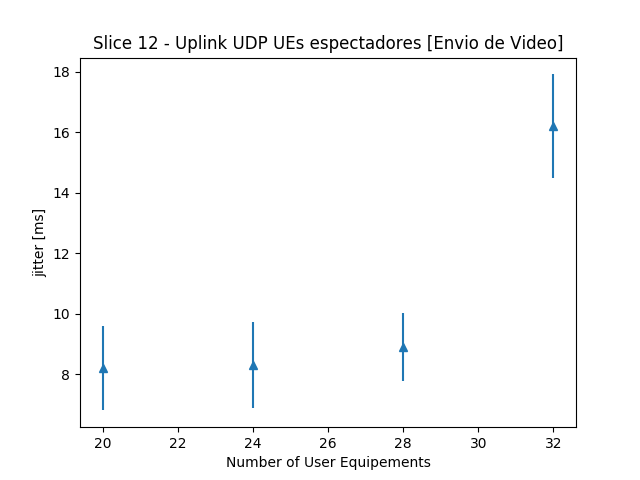 Slice 12 - Uplink UDP UEs espectadores [Envio de Video]
18
16
14
12
10
8
jitter [ms]
20 22 24 26 28 30 32
Number of User Equipements